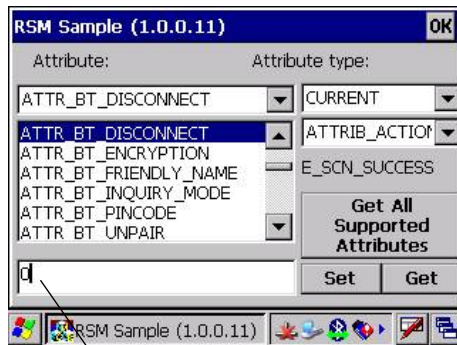 RSM Sample (1.0.0.11) OK
Attribute: Attribute type:
ATTR_BT_DISCONNECT CURRENT
ATTR_BT_DISCONNECT ATTRIB_ACTION
ATTR_BT_ENCRYPTION
ATTR_BT_FRIENDLY_NAME E_SCN_SUCCESS
ATTR_BT_INQUIRY_MODE
ATTR_BT_PINCODE
ATTR_BT_UNPAIR
Get All
Supported
Attributes
0
Set Get
RSM Sample (1.0.0.11)